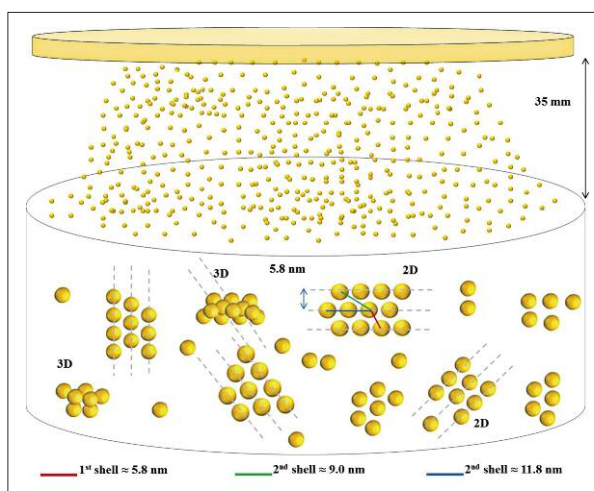 35 mm
3D
5.8 nm
2D
3D
2D
1st shell ≈ 5.8 nm
2nd shell ≈ 9.0 nm
2nd shell ≈ 11.8 nm